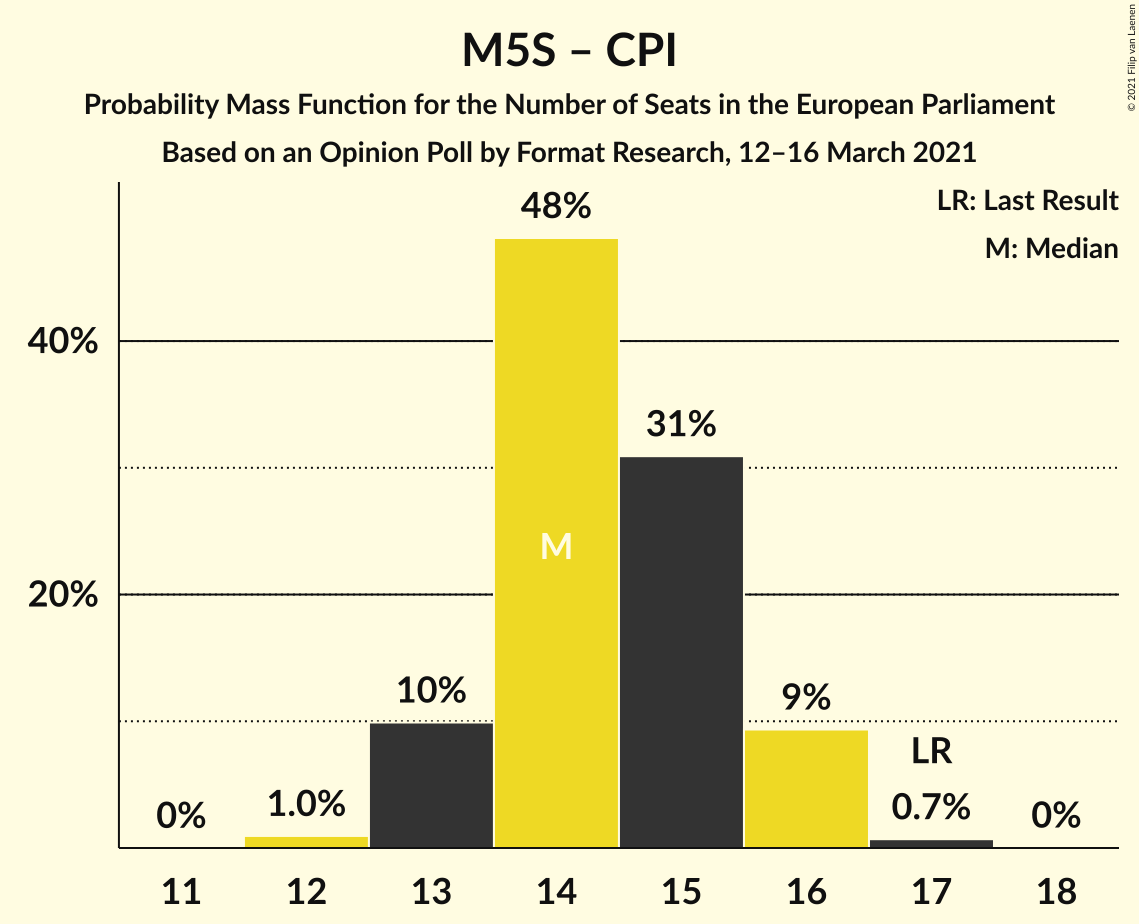 M5S – CPI
Probability Mass Function for the Number of Seats in the European Parliament
Based on an Opinion Poll by Format Research, 12–16 March 2021
© 2021 Filip van Laenen
LR: Last Result
M: Median
48%
40%
31%
M
20%
10%
9%
LR
0%
1.0%
0.7%
0%
11 12 13 14 15 16 17 18